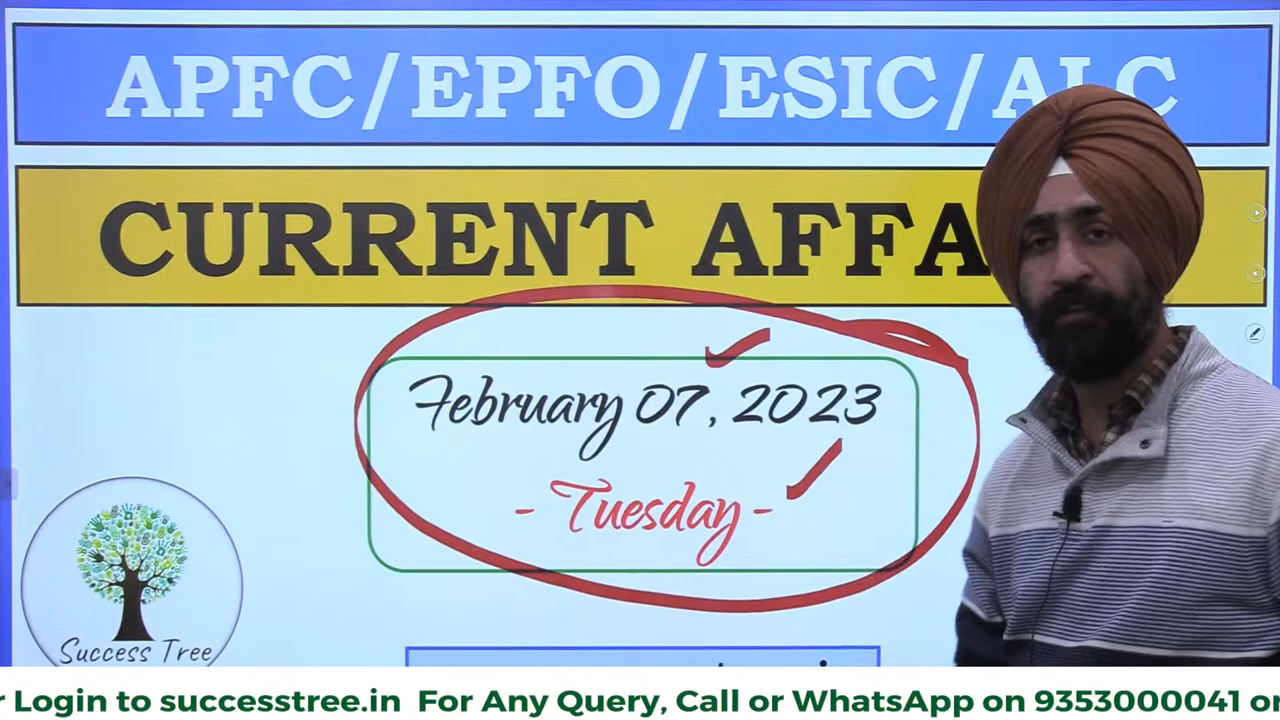 APFC/EPFO/ESIC/ALC
CURRENT AFFA
February 07, 2023
- Tuesday -
Success Tree
Login to successtree.in For Any Query, Call or WhatsApp on 9353000041 or